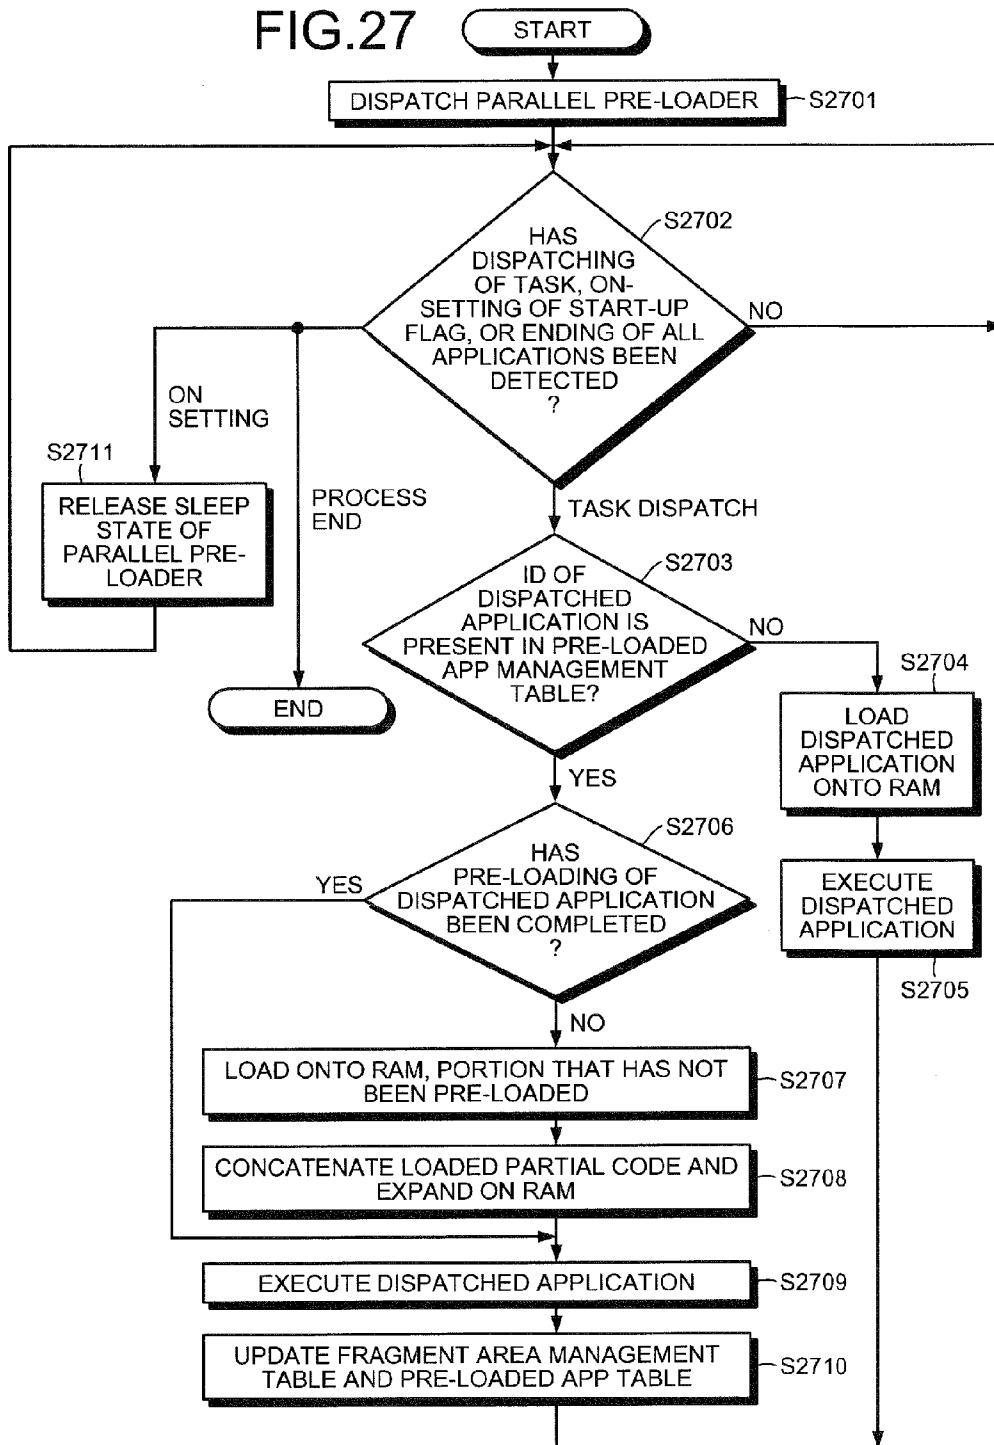 FIG.27
START
DISPATCH PARALLEL PRE-LOADER
S2701
S2702
HAS
DISPATCHING
OF TASK, ON-
SETTING OF START-UP
FLAG, OR ENDING OF ALL
APPLICATIONS BEEN
DETECTED
?
NO
ON
SETTING
S2711
RELEASE SLEEP
STATE OF
PARALLEL PRE-
LOADER
PROCESS
END
END
TASK DISPATCH
S2703
ID OF
DISPATCHED
APPLICATION IS
PRESENT IN PRE-LOADED
APP MANAGEMENT
TABLE?
NO
S2704
LOAD
DISPATCHED
APPLICATION
ONTO RAM
EXECUTE
DISPATCHED
APPLICATION
S2705
YES
S2706
HAS
PRE-LOADING OF
DISPATCHED APPLICATION
BEEN COMPLETED
?
YES
NO
LOAD ONTO RAM, PORTION THAT HAS NOT
BEEN PRE-LOADED
S2707
CONCATENATE LOADED PARTIAL CODE AND
EXPAND ON RAM
S2708
EXECUTE DISPATCHED APPLICATION
S2709
UPDATE FRAGMENT AREA MANAGEMENT
TABLE AND PRE-LOADED APP TABLE
S2710